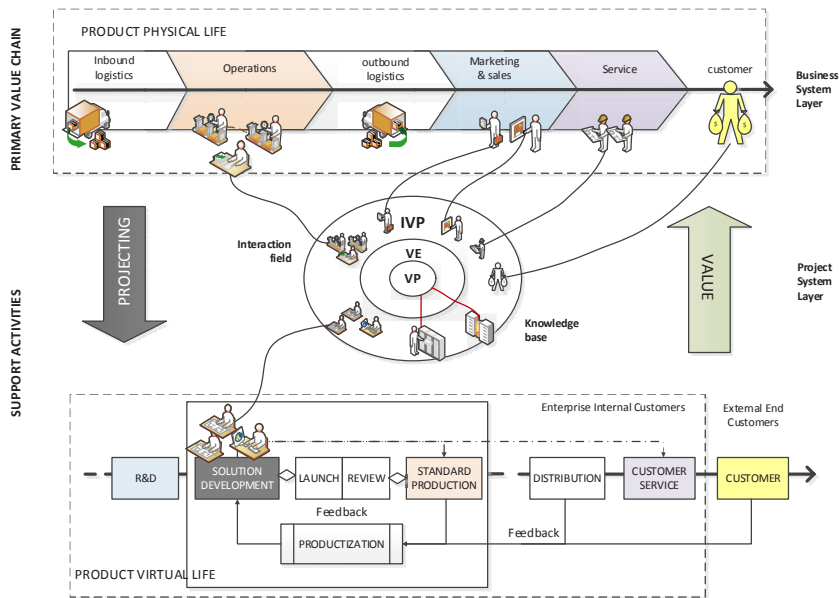 PRIMARY VALUE CHAIN
PRODUCT PHYSICAL LIFE
Inbound
logistics
Operations
outbound
logistics
Marketing
& sales
Service
customer
Business
System
Layer
$
$
PROJECTING
Interaction
field
IVP
VE
VP
Knowledge
base
VALUE
Project
System
Layer
SUPPORT ACTIVITIES
Enterprise Internal Customers
External End
Customers
R&D
SOLUTION
DEVELOPMENT
LAUNCH
REVIEW
STANDARD
PRODUCTION
DISTRIBUTION
CUSTOMER
SERVICE
CUSTOMER
Feedback
Feedback
PRODUCTIZATION
PRODUCT VIRTUAL LIFE